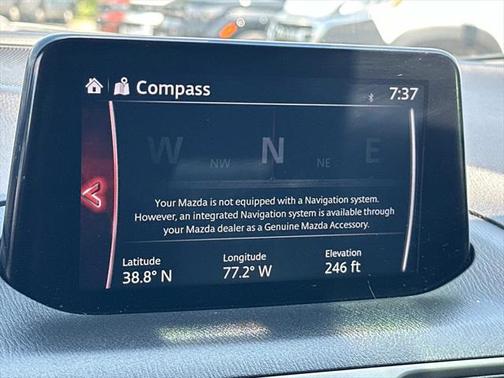 Compass
7:37
W NW N NE E
Your Mazda is not equipped with a Navigation system.
However, an integrated Navigation system is available through
your Mazda dealer as a Genuine Mazda Accessory.
Latitude Longitude Elevation
38.8° N 77.2° W 246 ft